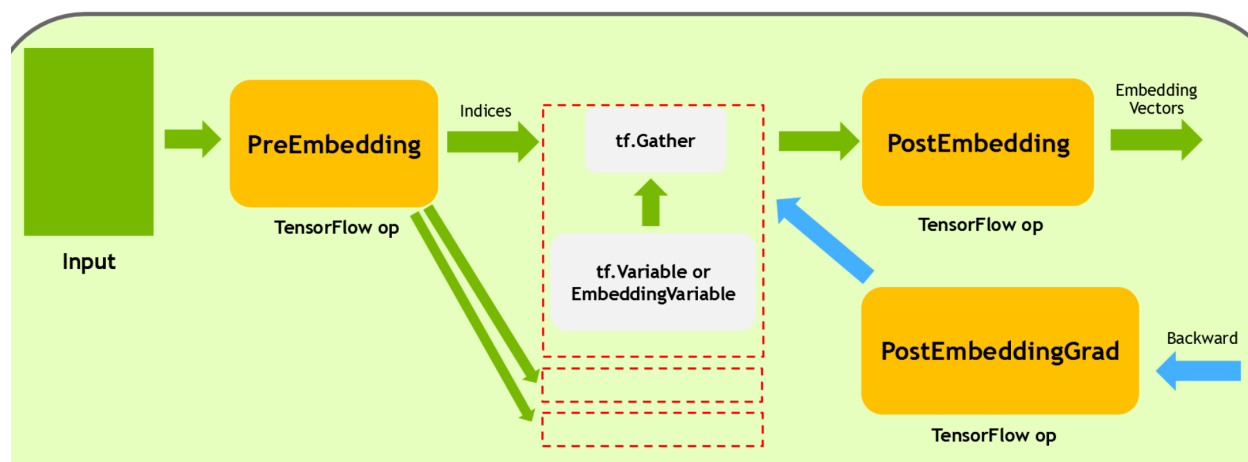 Input
PreEmbedding
TensorFlow op
Indices
tf.Gather
tf.Variable or
EmbeddingVariable
PostEmbedding
TensorFlow op
Embedding
Vectors
PostEmbeddingGrad
TensorFlow op
Backward